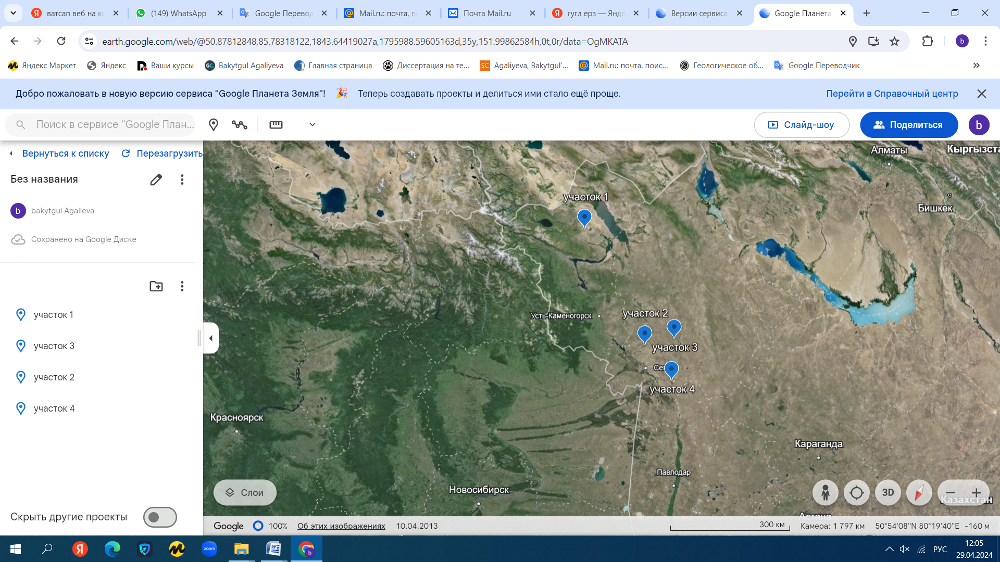 ватсап веб на ко
(149) WhatsApp
Google Перевод
Mail.ru: почта, п
Почта Mail.ru
гугл ерз — Янде
Версии сервиса
Google Планета
earth.google.com/web/@50.87812848,85.78318122,1843.64419027a,1795988.59605163d,35y,151.99862584h,0t,0r/data=OgMKATA
b
Яндекс Маркет
Яндекс
Ваши курсы
Bakytgul Agaliyeva
Главная страница
Диссертация на те...
Agaliyeva, Bakytgul'...
Mail.ru: почта, поис...
Геологическое об...
Google Переводчик
Добро пожаловать в новую версию сервиса "Google Планета Земля"! Теперь создавать проекты и делиться ими стало ещё проще.
Перейти в Справочный центр
Поиск в сервисе "Google План...
Слайд-шоу
Поделиться
b
Вернуться к списку
Перезагрузить
Без названия
b bakytgul Agalieva
Сохранено на Google Диске
участок 1
участок 3
участок 2
участок 4
Скрыть другие проекты
Алматы
Кыргызста
Бишкек
участок 1
Усть-Каменогорск
участок 2
участок 3
Се
участок 4
Красноярск
Караганда
Павлодар
Новосибирск
Казахстан
Астана
Слои
3D
Google
100%
Об этих изображениях
10.04.2013
300 км
Камера: 1 797 км
50°54'08"N 80°19'40"E
-160 м
zoom
РУС
12:05
29.04.2024